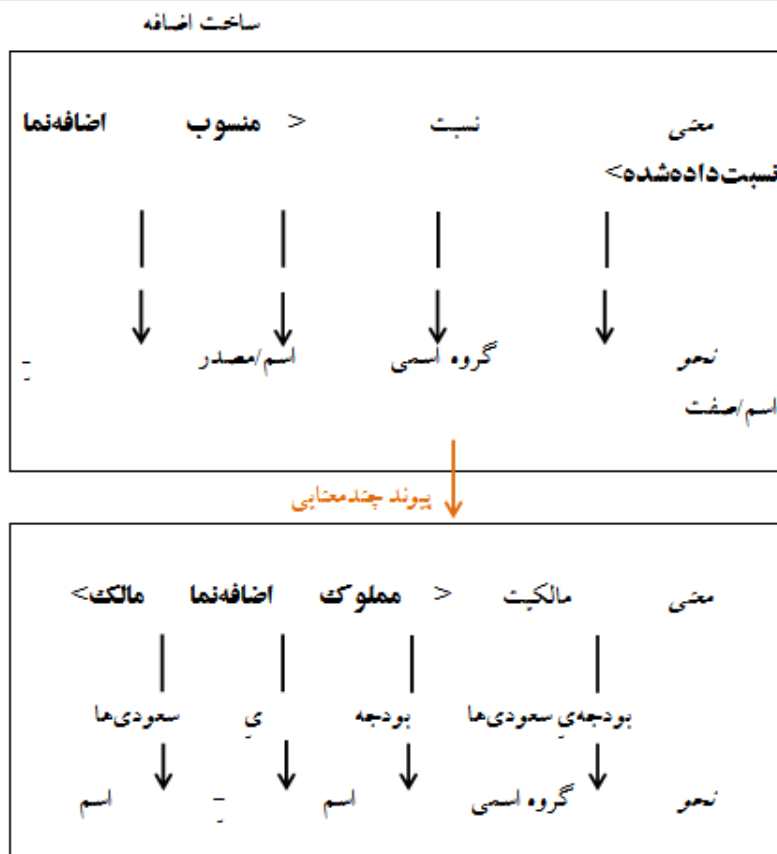 ساخت اضافه
معنی نسبت < منسوب اضافه‌نما
نسبت‌داده‌شده>
نحو گروه اسمی اسم/مصدر ـِ
اسم/صفت
پیوند چندمعنایی
معنی مالکیت < مملوک اضافه‌نما مالک>
بودجه‌یِ سعودی‌ها بودجه یِ سعودی‌ها
نحو گروه اسمی اسم ـِ اسم